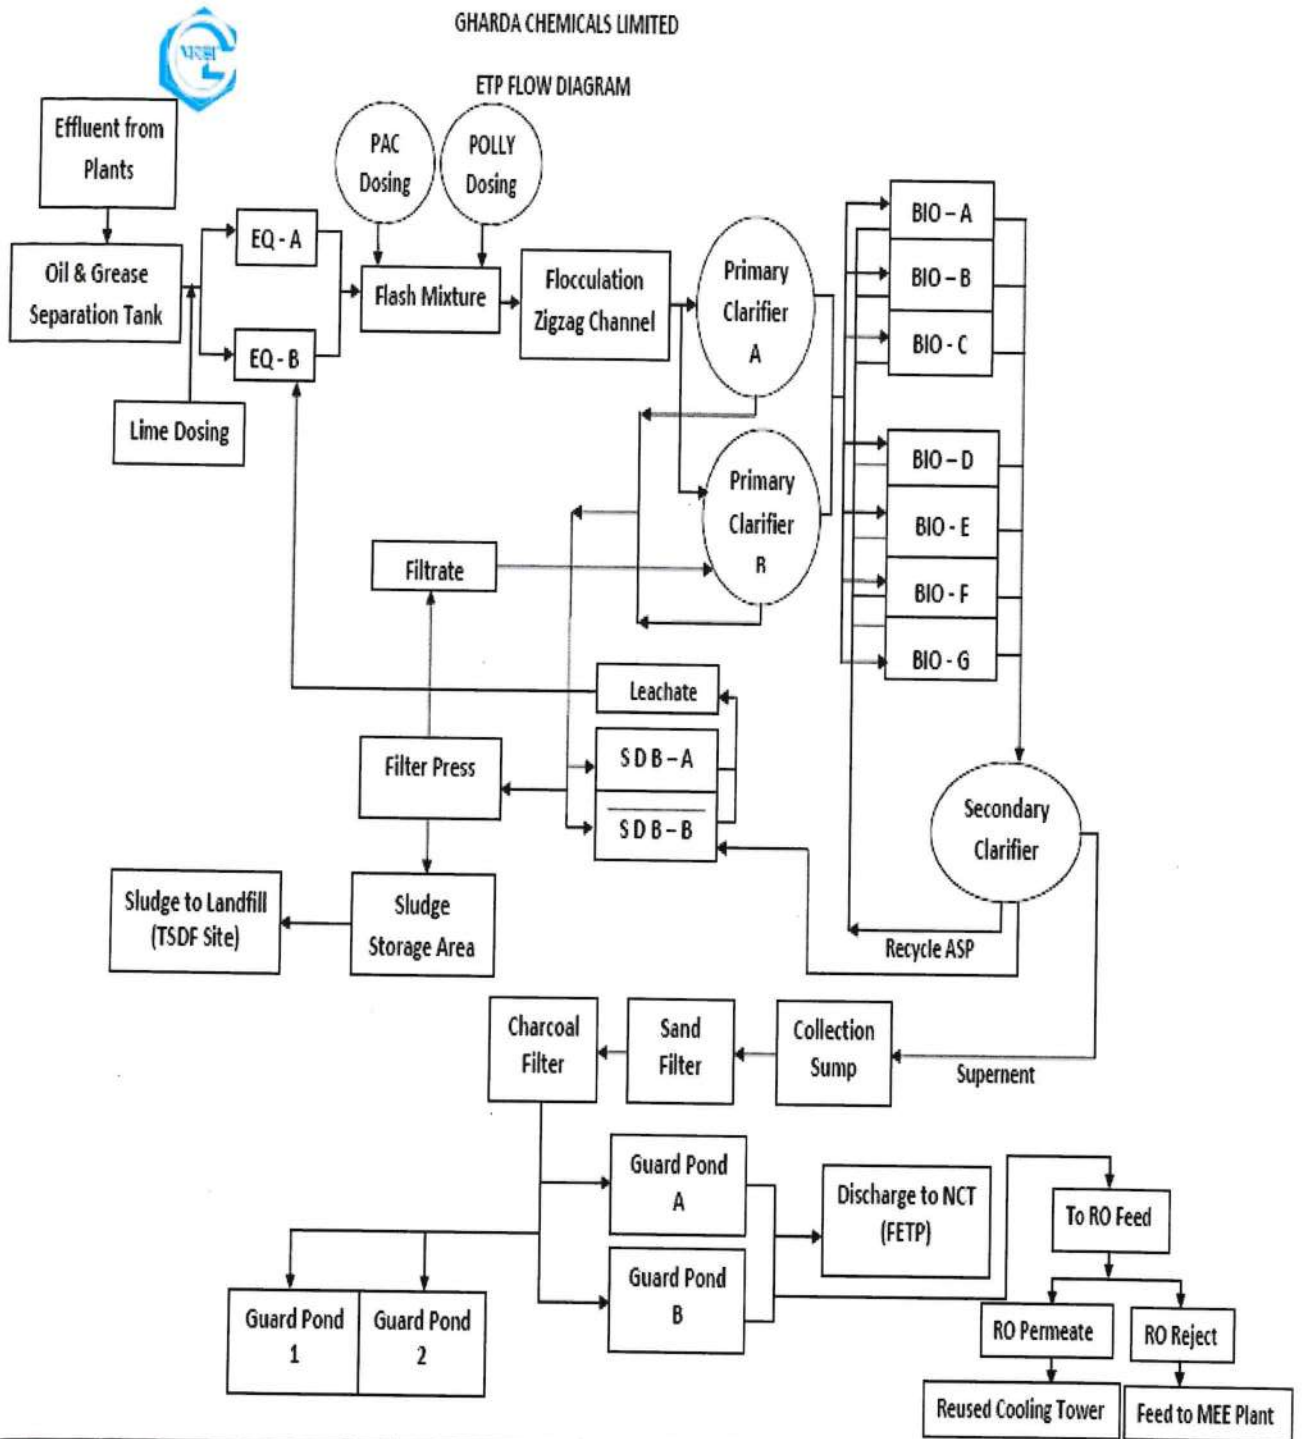 GHARDA CHEMICALS LIMITED
ETP FLOW DIAGRAM
Effluent from
Plants
PAC
Dosing
POLLY
Dosing
Oil & Grease
Separation Tank
EQ - A
EQ - B
Lime Dosing
Flash Mixture
Flocculation
Zigzag Channel
Primary
Clarifier
A
Primary
Clarifier
B
BIO – A
BIO – B
BIO - C
BIO – D
BIO - E
BIO - F
BIO - G
Filtrate
Leachate
S D B – A
S D B – B
Filter Press
Sludge
Storage Area
Sludge to Landfill
(TSDF Site)
Secondary
Clarifier
Recycle ASP
Supernent
Collection
Sump
Sand
Filter
Charcoal
Filter
Guard Pond
A
Guard Pond
B
Guard Pond
1
Guard Pond
2
Discharge to NCT
(FETP)
To RO Feed
RO Permeate
RO Reject
Reused Cooling Tower
Feed to MEE Plant